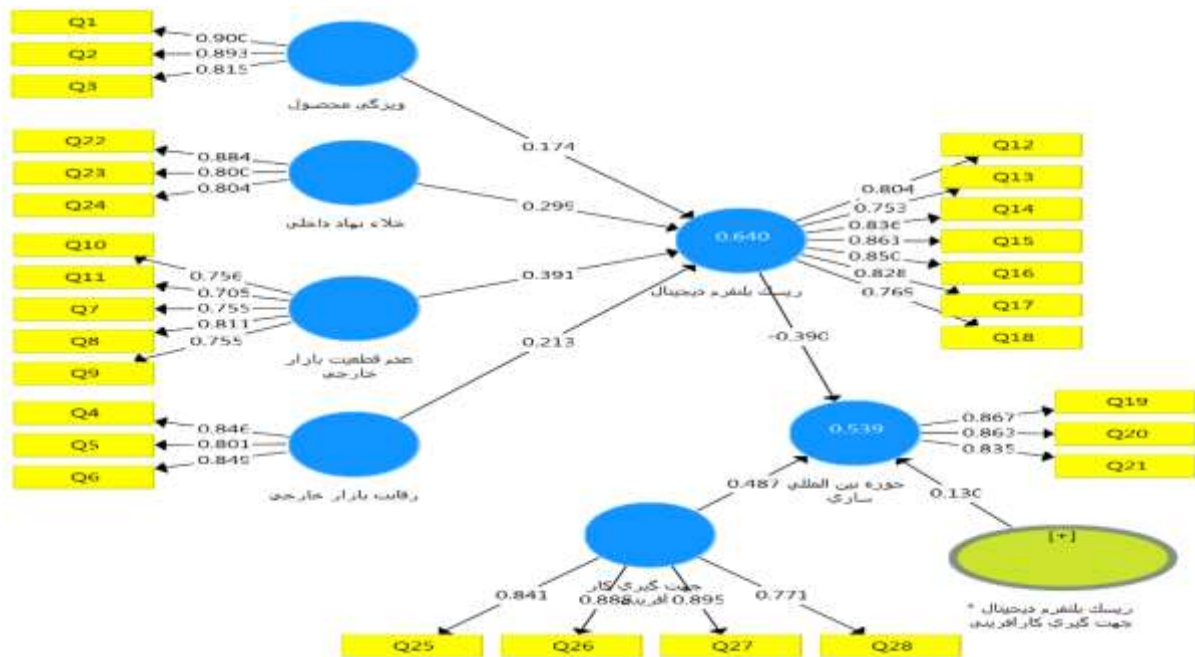 Q1
0.900
Q2
0.893
Q3
0.815
ویژگی محصول
0.174
Q22
0.884
Q23
0.800
Q24
0.804
خلاء نهاد داخلی
0.299
Q10
0.756
Q11
0.705
Q7
0.755
Q8
0.811
Q9
0.755
عدم قطعیت بازار
خارجی
0.391
Q4
0.846
Q5
0.801
Q6
0.849
رقابت بازار خارجی
0.213
0.640
ریسک پلتفرم دیجیتال
Q12
0.804
Q13
0.753
Q14
0.836
Q15
0.861
Q16
0.850
Q17
0.828
Q18
0.765
-0.390
0.539
حوزه بین المللی
سازی
Q19
0.867
Q20
0.863
Q21
0.835
0.487
0.130
[+]
ریسک پلتفرم دیجیتال *
جهت گیری کارآفرینی
جهت گیری کار
آفرینی
0.841
0.888
0.895
0.771
Q25
Q26
Q27
Q28